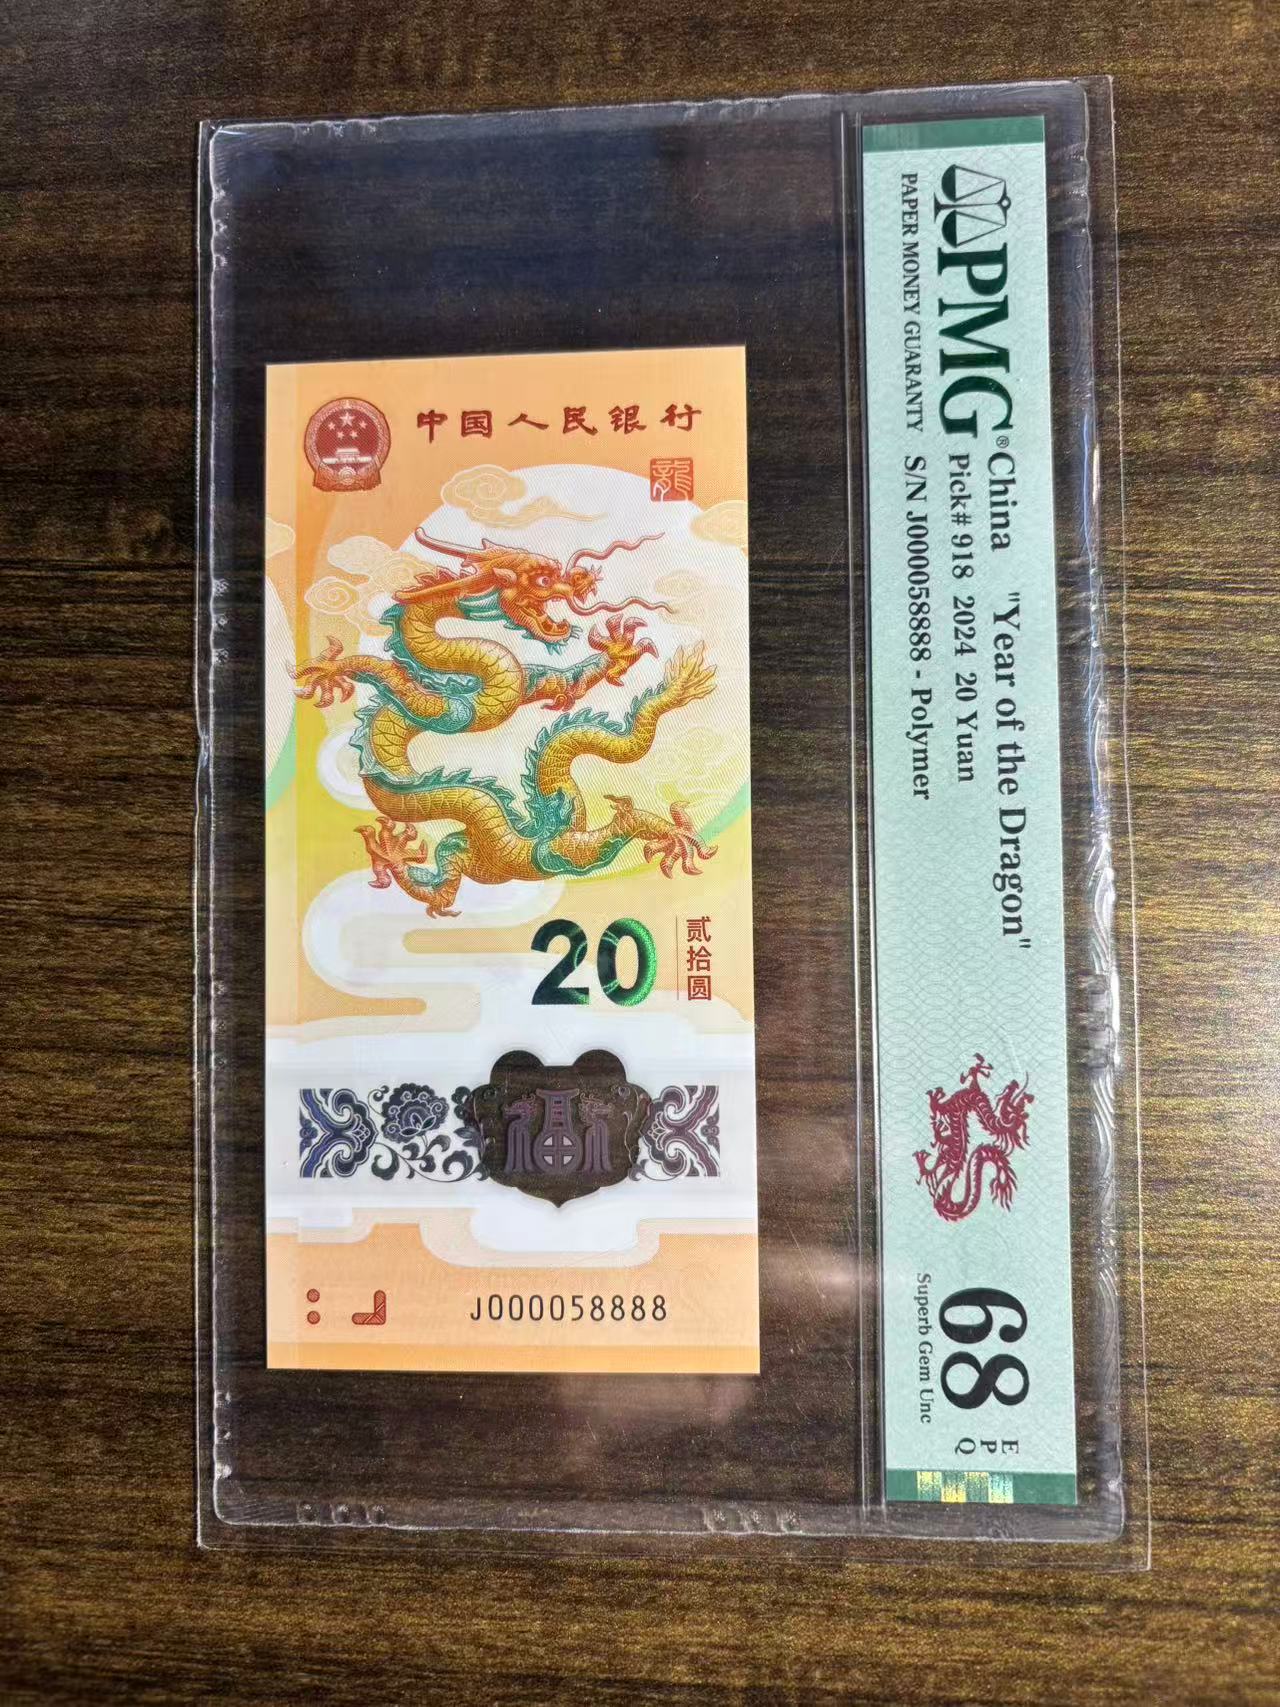 中国人民银行
龍
20
贰拾圆
J000058888
PMG®
PAPER MONEY GUARANTY
China "Year of the Dragon"
Pick# 918 2024 20 Yuan
S/N J000058888 - Polymer
68
EPQ
Superb Gem Unc